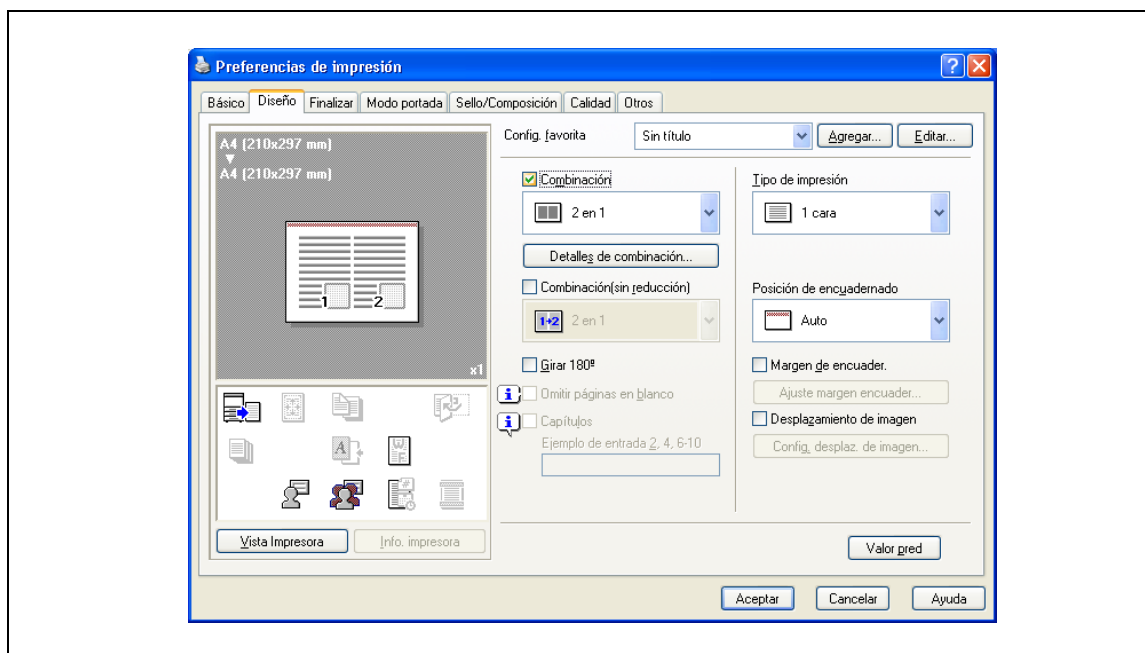 Preferencias de impresión
Básico Diseño Finalizar Modo portada Sello/Composición Calidad Otros
A4 (210x297 mm)
A4 (210x297 mm)
1 2
x1
Vista Impresora Info. impresora
Config. favorita Sin título Agregar... Editar...
Combinación
2 en 1
Detalles de combinación...
Combinación(sin reducción)
1+2 2 en 1
Girar 180º
Omitir páginas en blanco
Capítulos
Ejemplo de entrada 2, 4, 6-10
Tipo de impresión
1 cara
Posición de encuadernado
Auto
Margen de encuader.
Ajuste margen encuader...
Desplazamiento de imagen
Config, desplaz. de imagen...
Valor pred
Aceptar Cancelar Ayuda